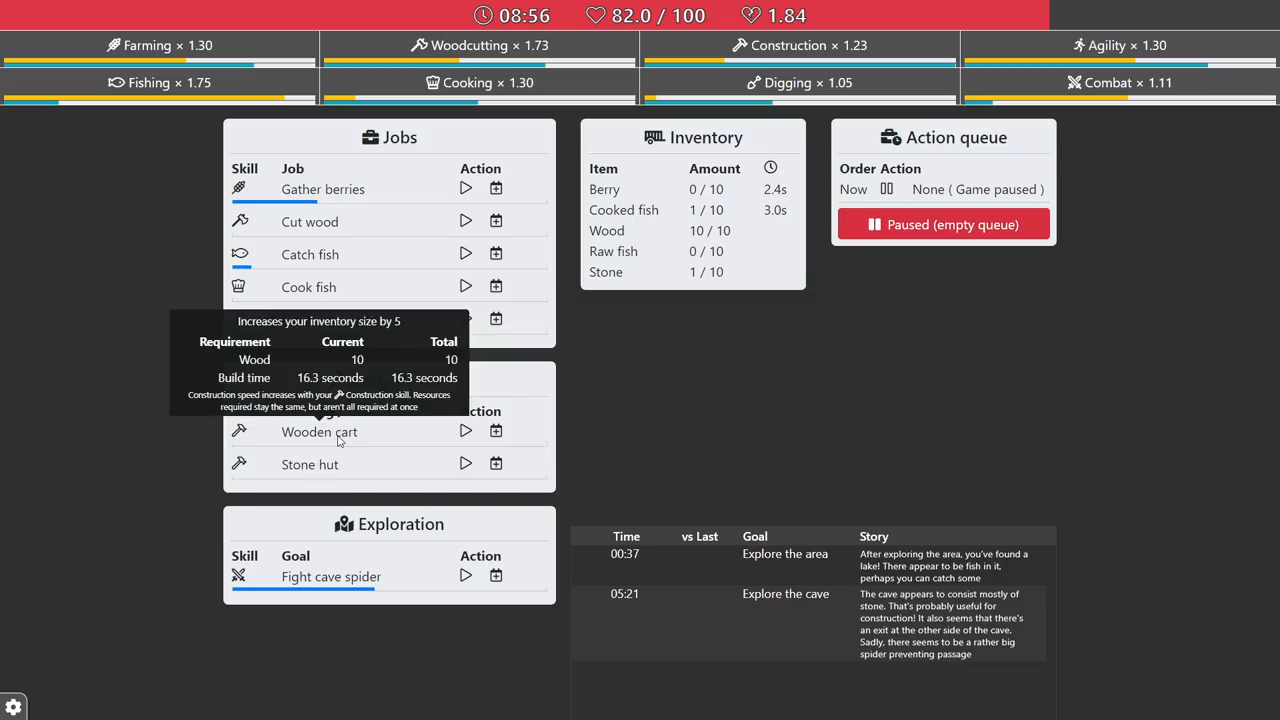 08:56 82.0 / 100 1.84
Farming × 1.30 Woodcutting × 1.73 Construction × 1.23 Agility × 1.30
Fishing × 1.75 Cooking × 1.30 Digging × 1.05 Combat × 1.11
Jobs
Skill Job Action
Gather berries
Cut wood
Catch fish
Cook fish
Increases your inventory size by 5
Requirement Current Total
Wood 10 10
Build time 16.3 seconds 16.3 seconds
Construction speed increases with your Construction skill. Resources
required stay the same, but aren't all required at once
Wooden cart
Stone hut
Exploration
Skill Goal Action
Fight cave spider
Inventory
Item Amount
Berry 0 / 10 2.4s
Cooked fish 1 / 10 3.0s
Wood 10 / 10
Raw fish 0 / 10
Stone 1 / 10
Action queue
Order Action
Now None ( Game paused )
Paused (empty queue)
Time vs Last Goal Story
00:37 Explore the area After exploring the area, you've found a
lake! There appear to be fish in it,
perhaps you can catch some
05:21 Explore the cave The cave appears to consist mostly of
stone. That's probably useful for
construction! It also seems that there's
an exit at the other side of the cave.
Sadly, there seems to be a rather big
spider preventing passage